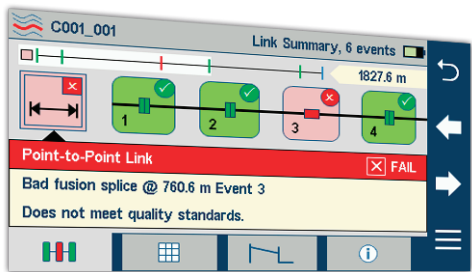 C001_001
Link Summary, 6 events
1827.6 m
1
2
3
4
Point-to-Point Link
FAIL
Bad fusion splice @ 760.6 m Event 3
Does not meet quality standards.
i